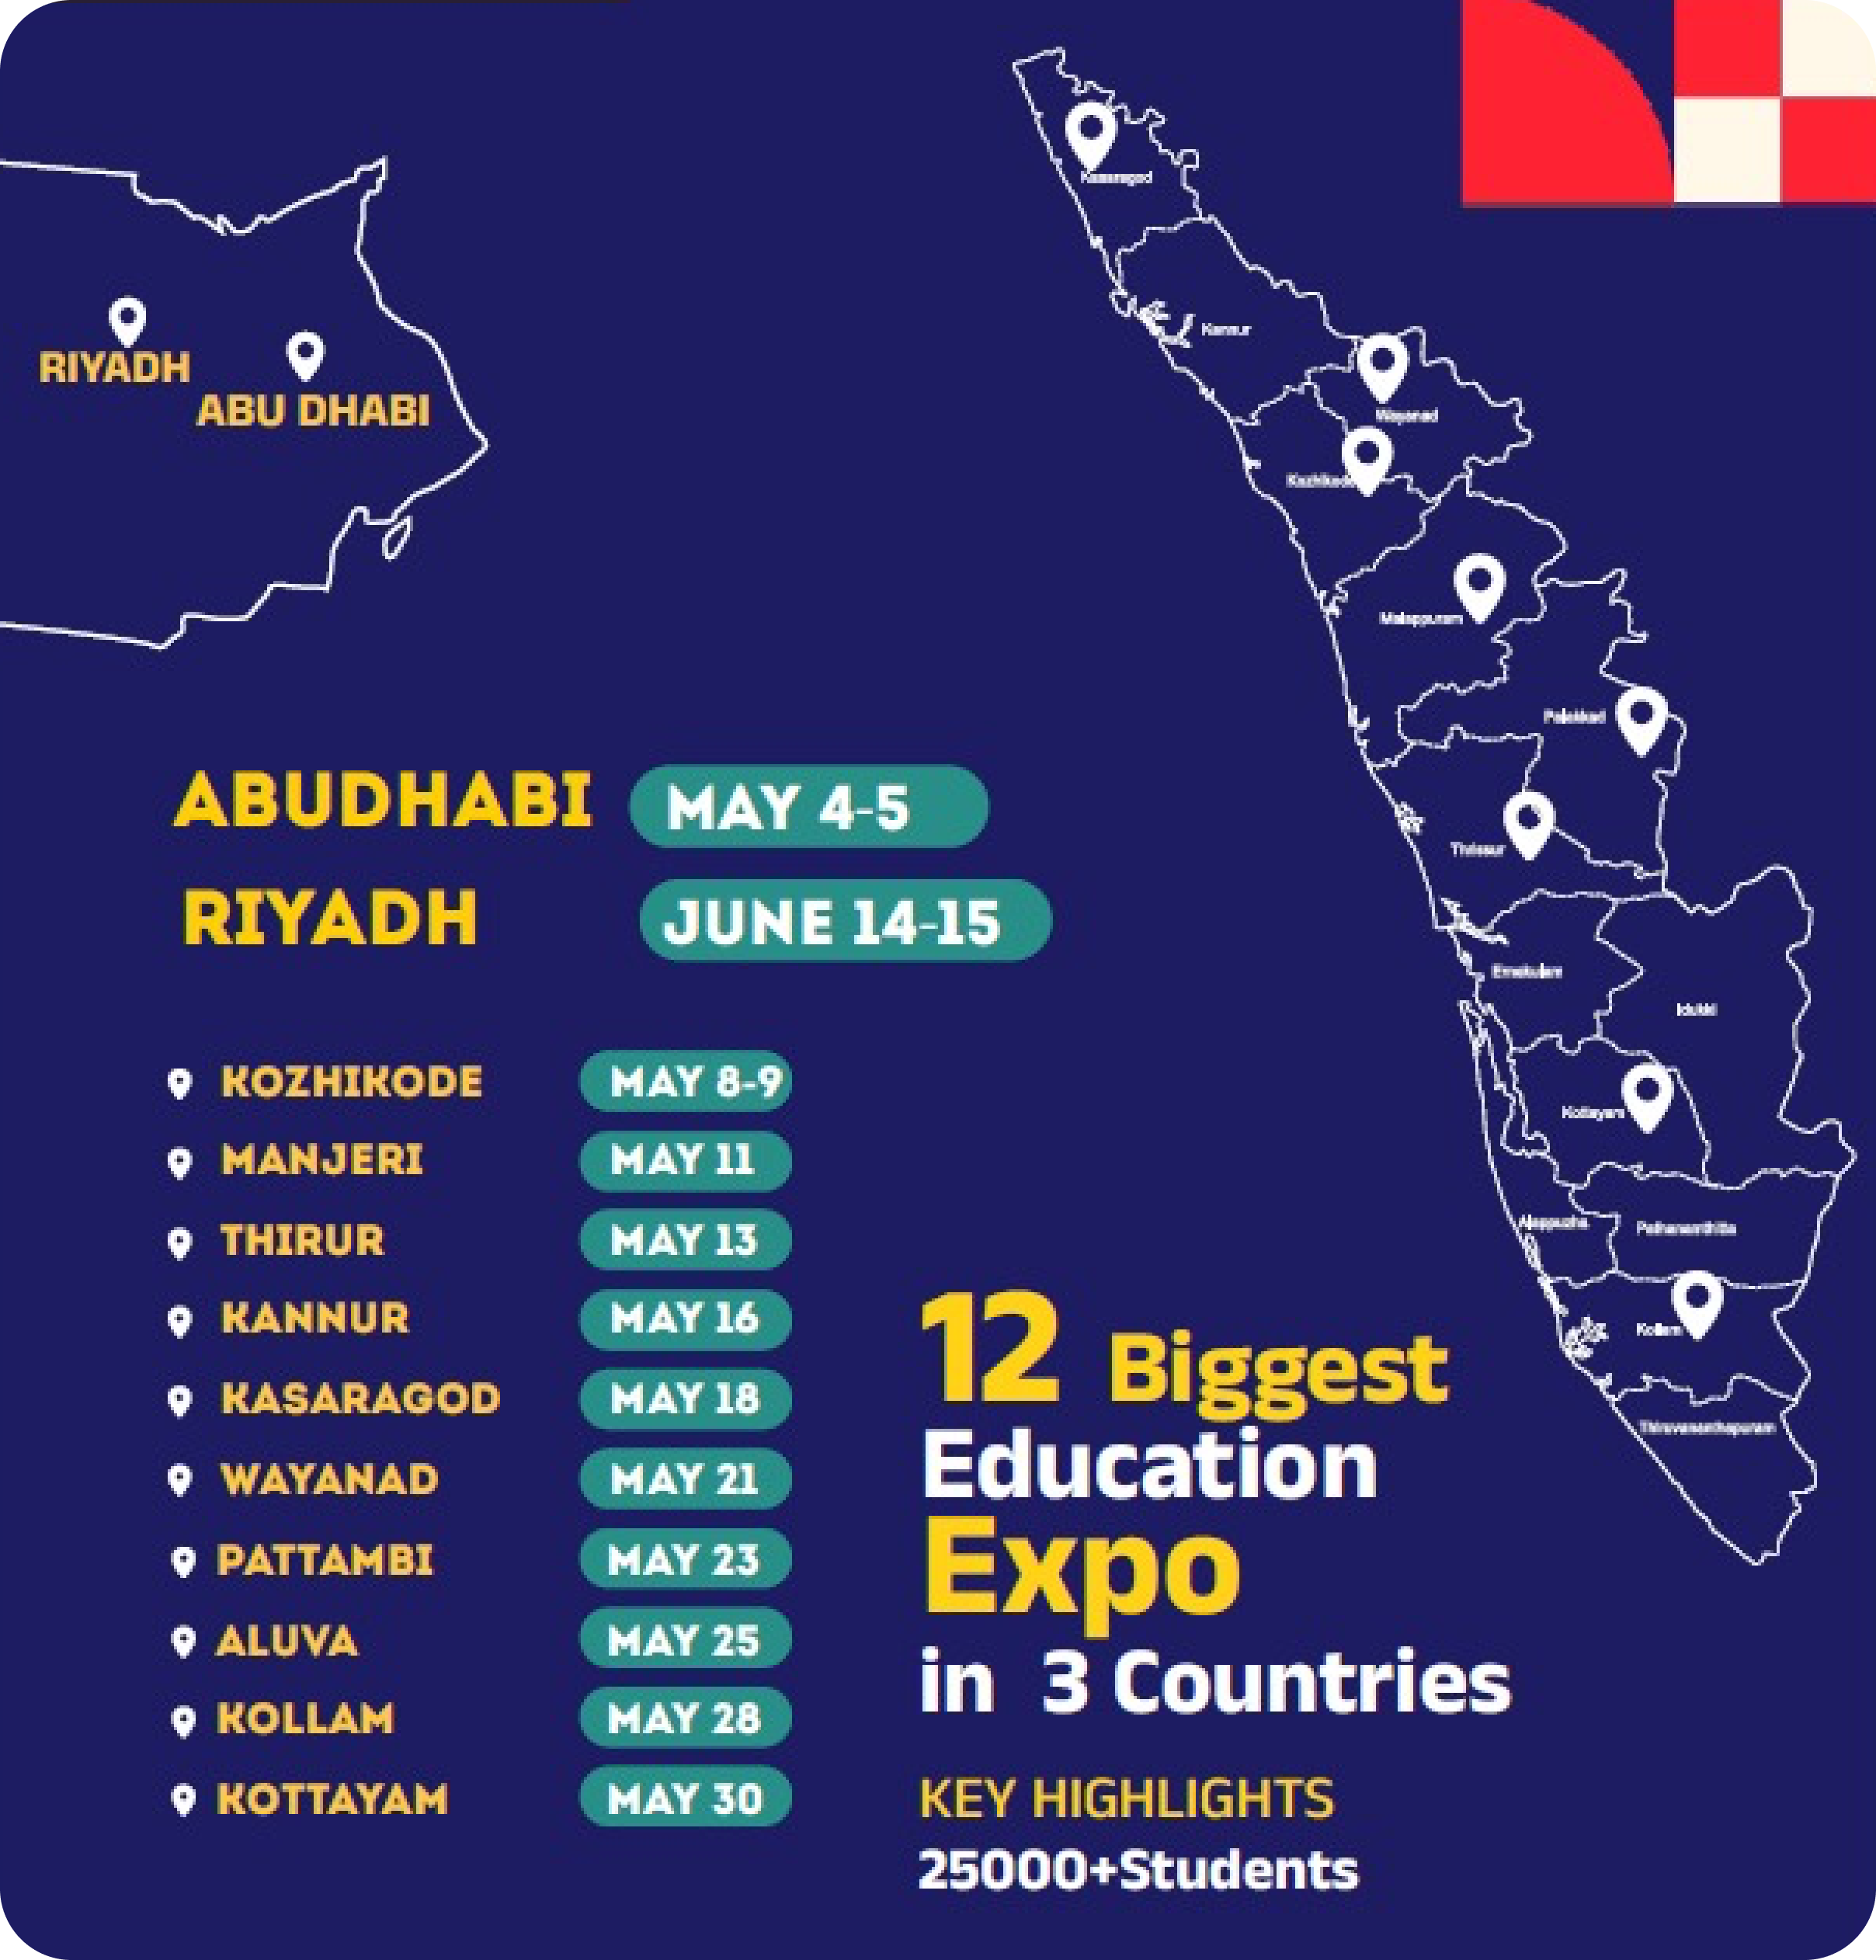 RIYADH
ABU DHABI
Kasaragod
Kannur
Wayanad
Kozhikode
Malappuram
Palakkad
Thrissur
Ernakulam
Idukki
Kottayam
Alappuzha
Pathanamthitta
Kollam
Thiruvananthapuram
ABUDHABI MAY 4-5
RIYADH JUNE 14-15
KOZHIKODE MAY 8-9
MANJERI MAY 11
THIRUR MAY 13
KANNUR MAY 16
KASARAGOD MAY 18
WAYANAD MAY 21
PATTAMBI MAY 23
ALUVA MAY 25
KOLLAM MAY 28
KOTTAYAM MAY 30
12 Biggest
Education
Expo
in 3 Countries
KEY HIGHLIGHTS
25000+Students